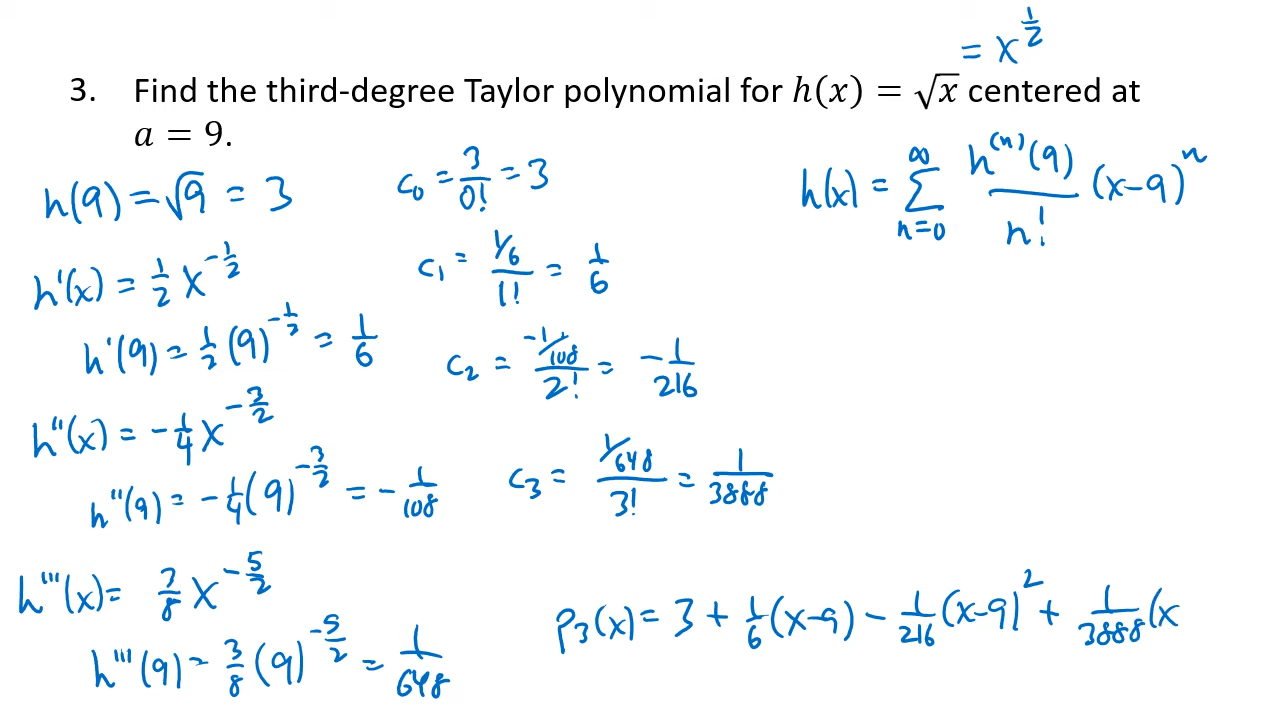 = x^{1/2}
3. Find the third-degree Taylor polynomial for h(x) = √x centered at
a = 9.
h(9) = √9 = 3
c₀ = 3/0! = 3
h(x) = ∑_{n=0}^{∞} h^{(n)}(9)/n! (x-9)^n
h'(x) = 1/2 x^{-1/2}
c₁ = (1/6)/1! = 1/6
h'(9) = 1/2 (9)^{-1/2} = 1/6
c₂ = (-1/108)/2! = -1/216
h''(x) = -1/4 x^{-3/2}
h''(9) = -1/4 (9)^{-3/2} = -1/108
c₃ = (1/648)/3! = 1/3888
h'''(x) = 3/8 x^{-5/2}
p₃(x) = 3 + 1/6 (x-9) - 1/216 (x-9)^2 + 1/3888 (x
h'''(9) = 3/8 (9)^{-5/2} = 1/648